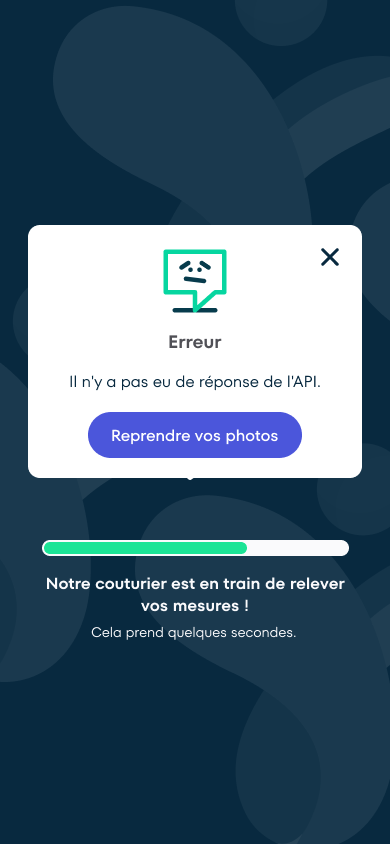 Erreur
Il n'y a pas eu de réponse de l'API.
Reprendre vos photos
Notre couturier est en train de relever
vos mesures !
Cela prend quelques secondes.